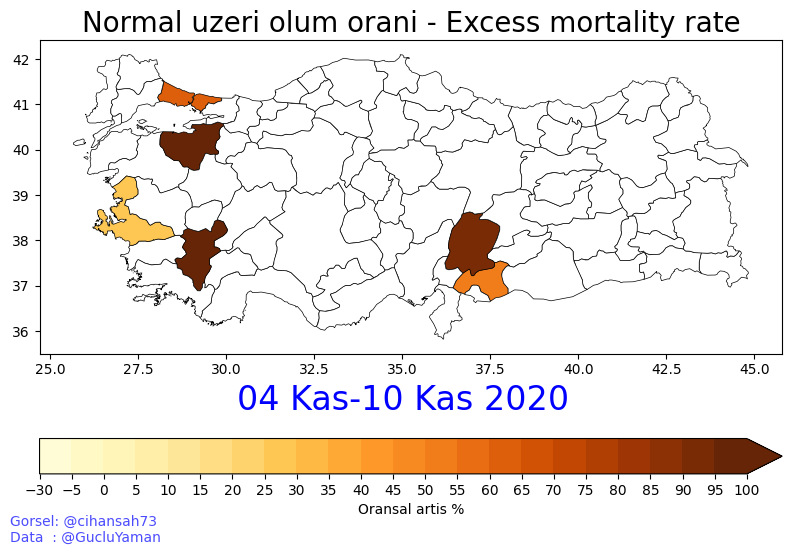 Normal uzeri olum orani - Excess mortality rate
42
41
40
39
38
37
36
25.0 27.5 30.0 32.5 35.0 37.5 40.0 42.5 45.0
04 Kas-10 Kas 2020
−30 −5 0 5 10 15 20 25 30 35 40 45 50 55 60 65 70 75 80 85 90 95 100
Oransal artis %
Gorsel: @cihansah73
Data : @GucluYaman